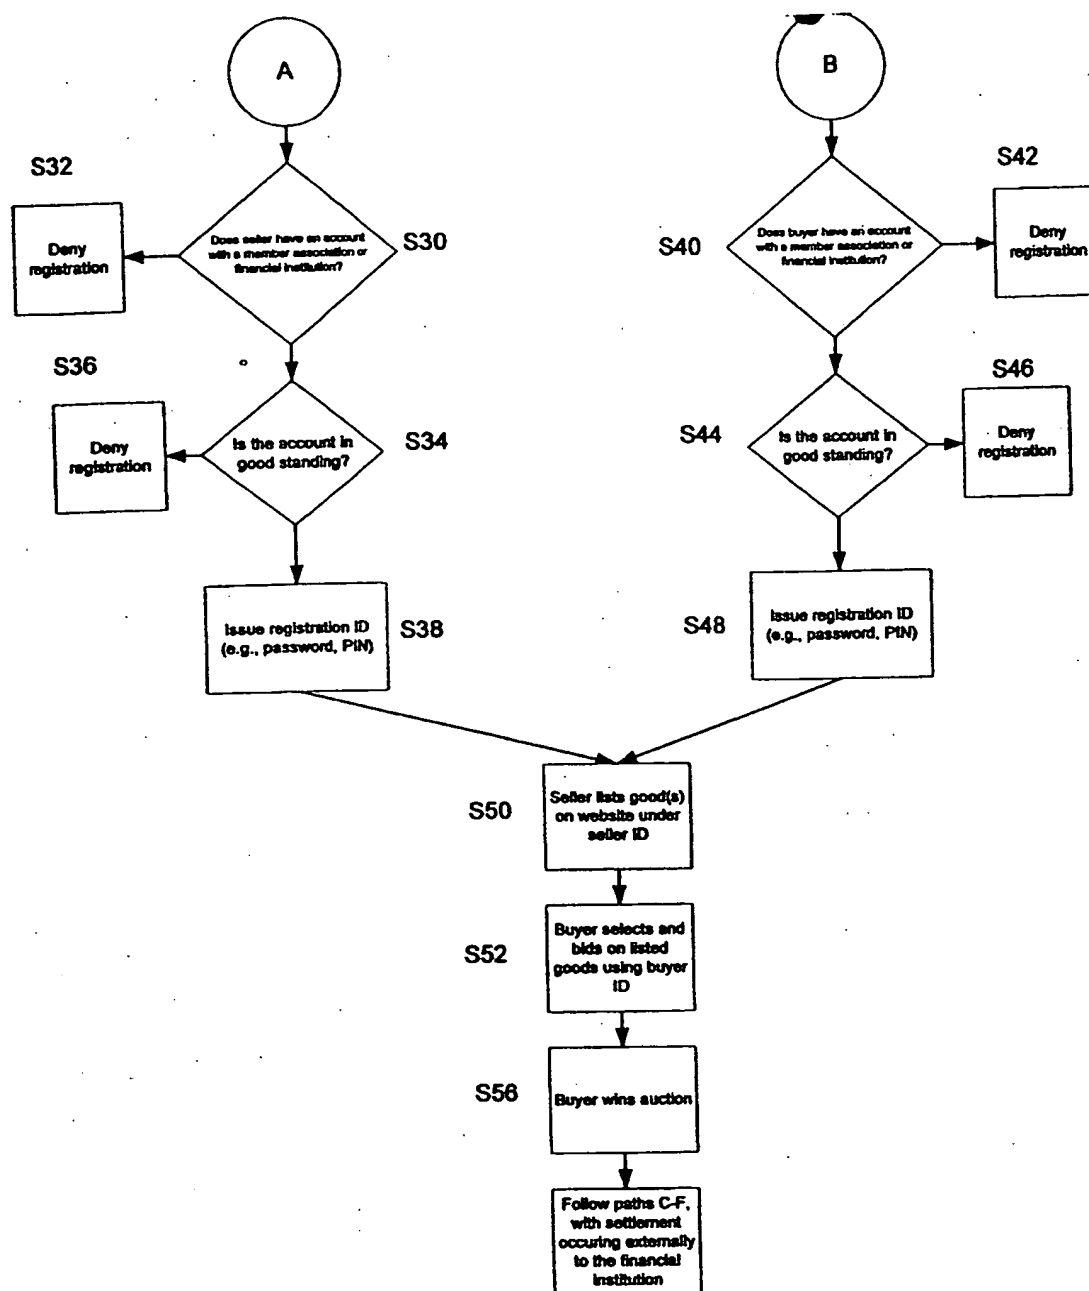 A
B
S32
S42
Deny
registration
Does seller have an account
with a member association or
financial institution?
S30
S40
Does buyer have an account
with a member association or
financial institution?
Deny
registration
S36
S46
Deny
registration
Is the account in
good standing?
S34
S44
Is the account in
good standing?
Deny
registration
Issue registration ID
(e.g., password, PIN)
S38
S48
Issue registration ID
(e.g., password, PIN)
S50
Seller lists good(s)
on website under
seller ID
S52
Buyer selects and
bids on listed
goods using buyer
ID
S56
Buyer wins auction
Follow paths C-F,
with settlement
occuring externally
to the financial
institution